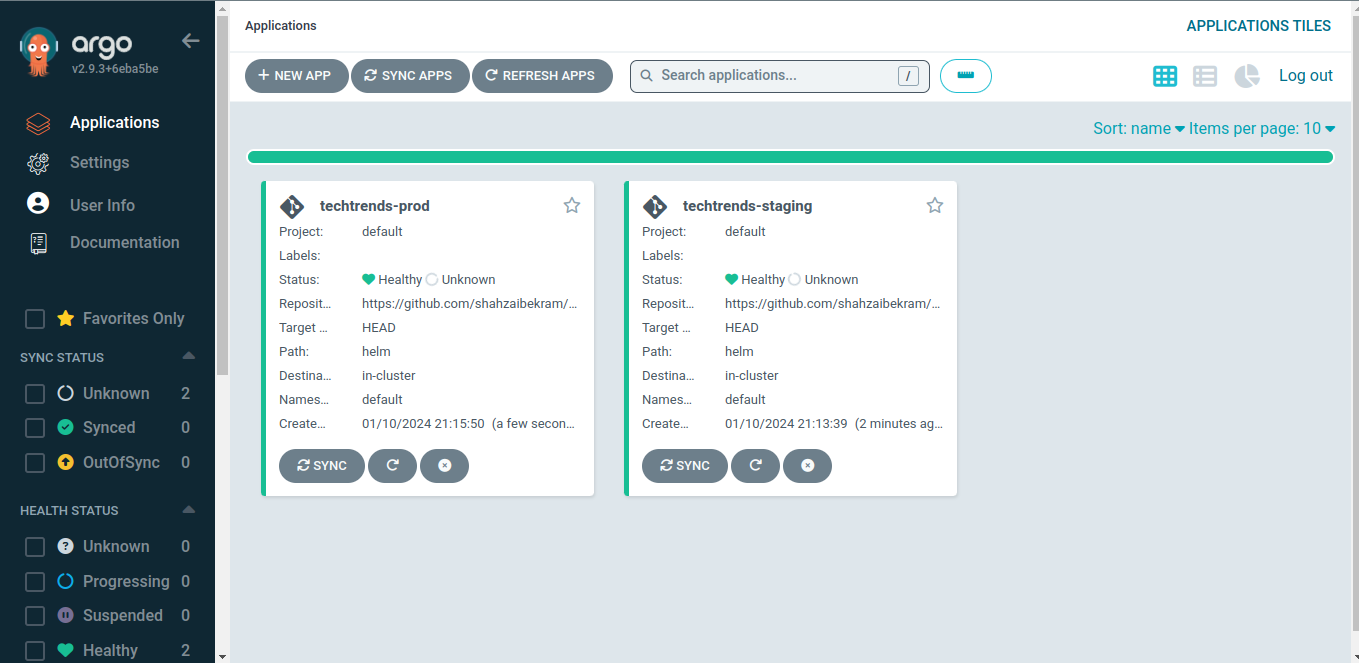 argo
v2.9.3+6eba5be
Applications
Settings
User Info
Documentation
Favorites Only
SYNC STATUS
Unknown 2
Synced 0
OutOfSync 0
HEALTH STATUS
Unknown 0
Progressing 0
Suspended 0
Healthy 2
Applications
APPLICATIONS TILES
+ NEW APP
SYNC APPS
REFRESH APPS
Search applications...
/
Log out
Sort: name
Items per page: 10
techtrends-prod
Project: default
Labels:
Status: Healthy Unknown
Reposit... https://github.com/shahzaibekram/...
Target ... HEAD
Path: helm
Destina... in-cluster
Names... default
Create... 01/10/2024 21:15:50 (a few secon...
SYNC
techtrends-staging
Project: default
Labels:
Status: Healthy Unknown
Reposit... https://github.com/shahzaibekram/...
Target ... HEAD
Path: helm
Destina... in-cluster
Names... default
Create... 01/10/2024 21:13:39 (2 minutes ag...
SYNC